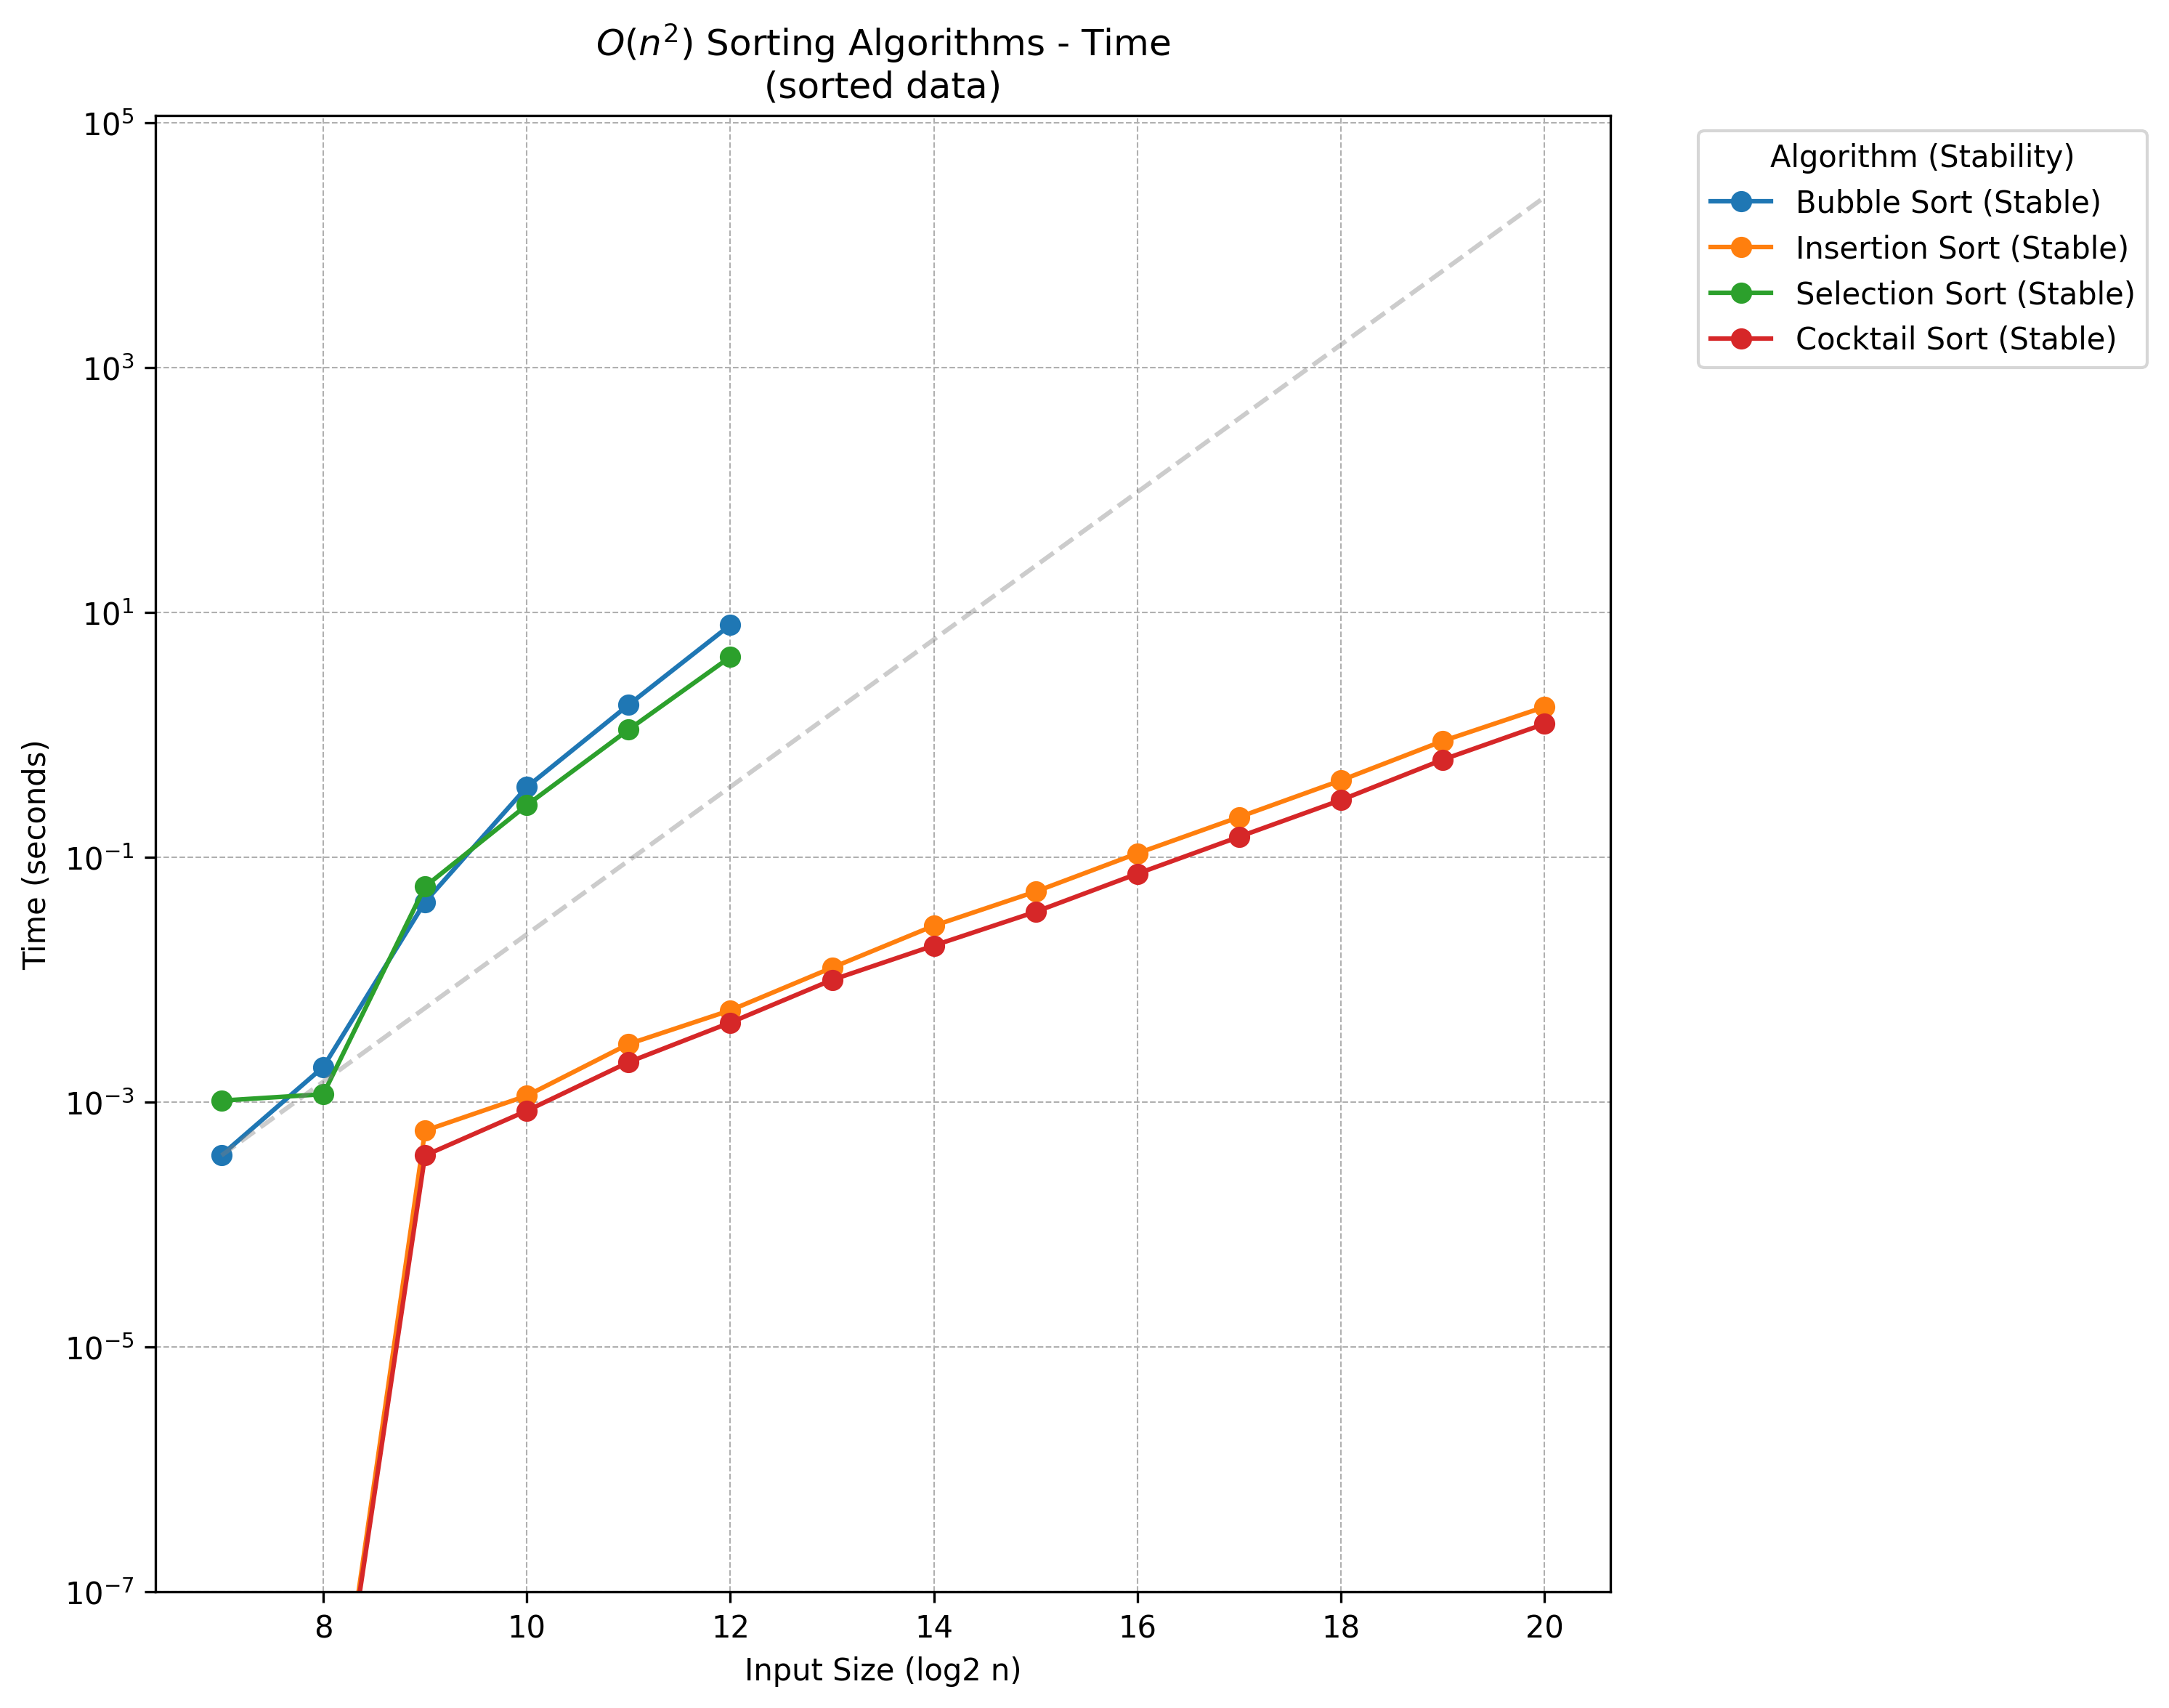 O(n²) Sorting Algorithms - Time
(sorted data)
Algorithm (Stability)
Bubble Sort (Stable)
Insertion Sort (Stable)
Selection Sort (Stable)
Cocktail Sort (Stable)
Time (seconds)
10⁵
10³
10¹
10⁻¹
10⁻³
10⁻⁵
10⁻⁷
8 10 12 14 16 18 20
Input Size (log2 n)